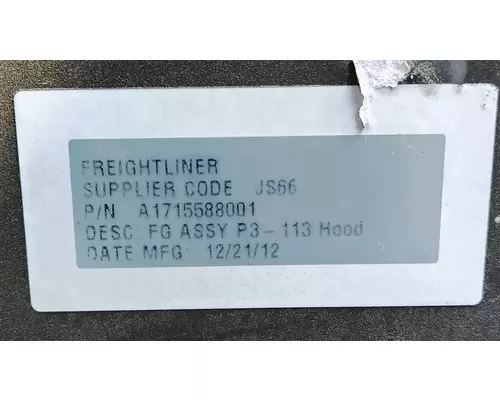 FREIGHTLINER
SUPPLIER CODE JS66
P/N A1715588001
DESC FG ASSY P3-113 Hood
DATE MFG 12/21/12